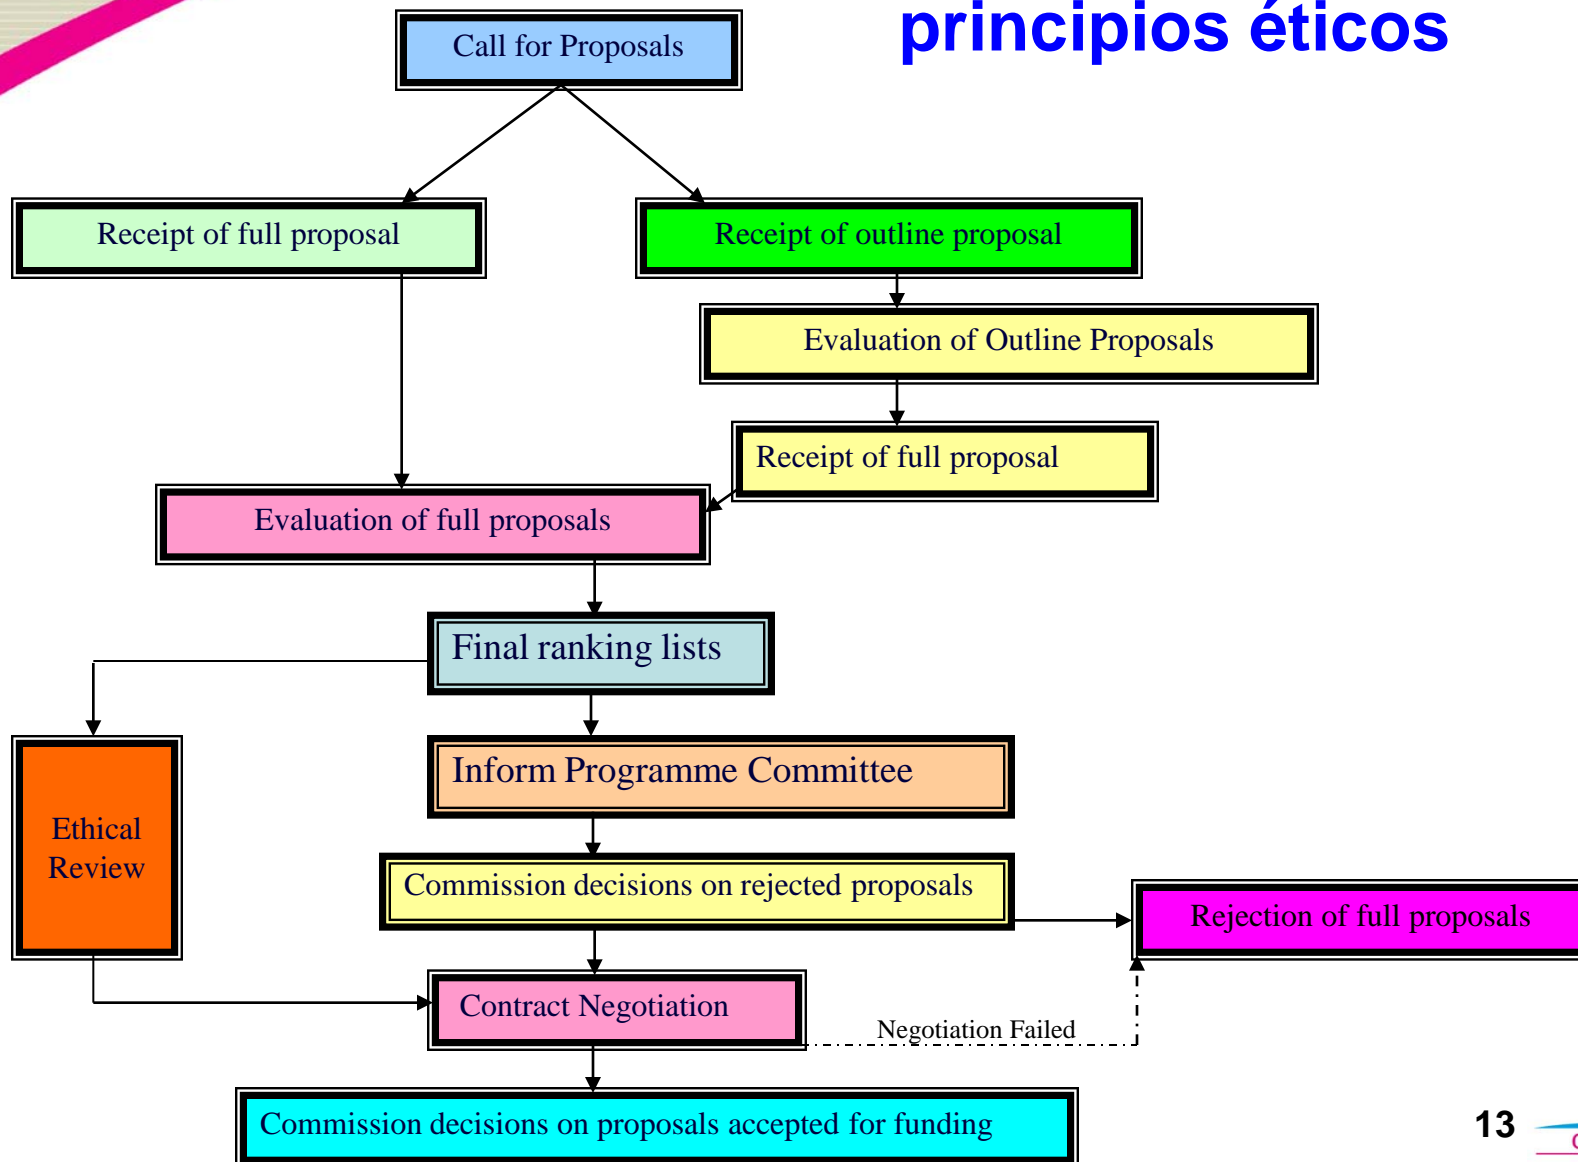 principios éticos
Call for Proposals
Receipt of full proposal
Receipt of outline proposal
Evaluation of Outline Proposals
Receipt of full proposal
Evaluation of full proposals
Final ranking lists
Inform Programme Committee
Ethical
Review
Commission decisions on rejected proposals
Rejection of full proposals
Contract Negotiation
Negotiation Failed
Commission decisions on proposals accepted for funding
13